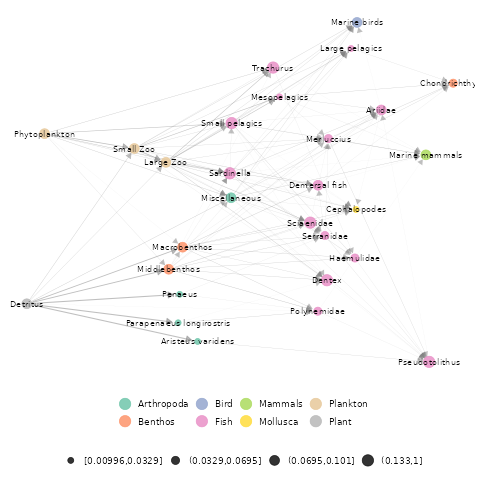 Marine birds
Large pelagics
Trachurus
Chondrichthy
Mesopelagics
Ariidae
Small pelagics
Phytoplankton
Merluccius
Small Zoo
Marine mammals
Large Zoo
Sardinella
Demersal fish
Miscellaneous
Cephalopodes
Sciaenidae
Serranidae
Macrobenthos
Haemulidae
Midiobenthos
Dentex
Penaeus
Detritus
Polynemidae
Parapenaeus longirostris
Aristeus varidens
Pseudotolithus
Arthropoda Bird Mammals Plankton
Benthos Fish Mollusca Plant
[0.00996,0.0329] (0.0329,0.0695] (0.0695,0.101] (0.133,1]